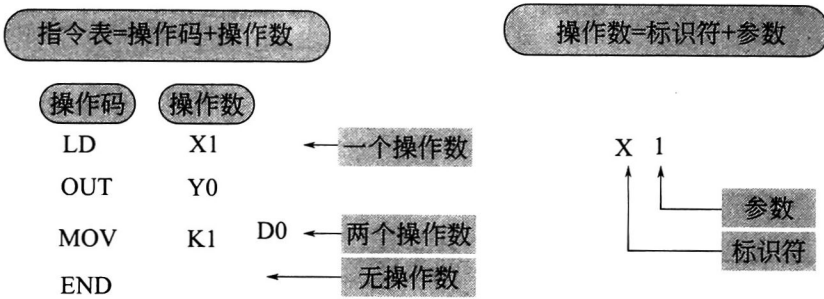 指令表=操作码+操作数
操作数=标识符+参数
操作码 操作数
LD X1 一个操作数
OUT Y0
MOV K1 D0 两个操作数
END 无操作数
X 1
参数
标识符